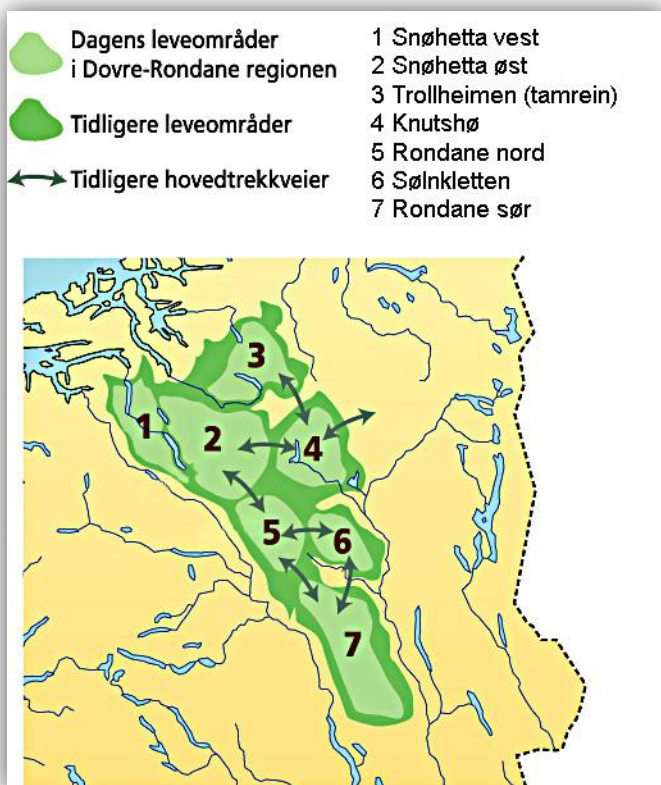 Dagens leveområder
i Dovre-Rondane regionen
Tidligere leveområder
Tidligere hovedtrekkveier
1 Snøhetta vest
2 Snøhetta øst
3 Trollheimen (tamrein)
4 Knutshø
5 Rondane nord
6 Sølnkletten
7 Rondane sør
3
1
2
4
5
6
7